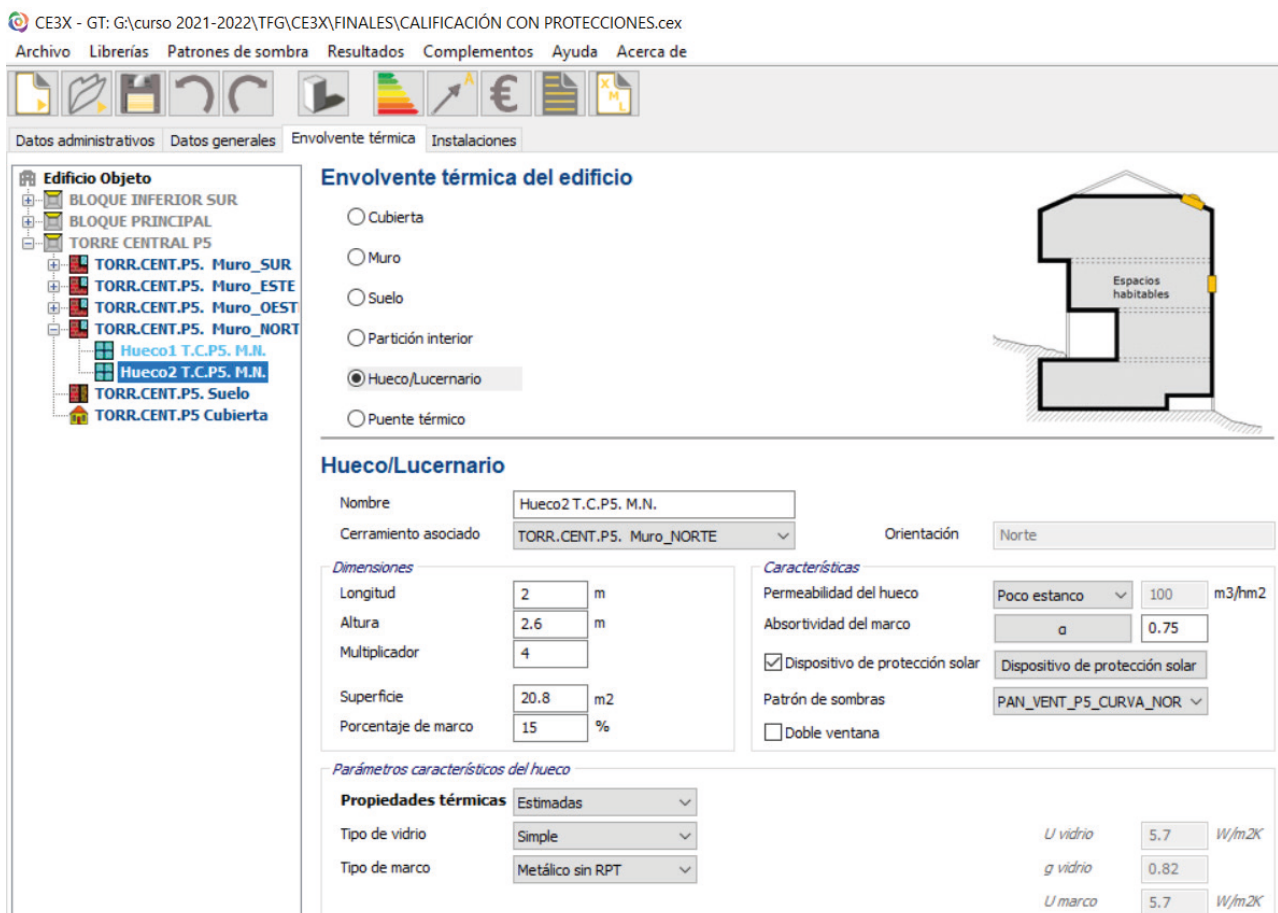 CE3X - GT: G:\curso 2021-2022\TFG\CE3X\FINALES\CALIFICACIÓN CON PROTECCIONES.cex
Archivo Librerías Patrones de sombra Resultados Complementos Ayuda Acerca de
A € X M L
Datos administrativos Datos generales Envolvente térmica Instalaciones
Edificio Objeto
BLOQUE INFERIOR SUR
BLOQUE PRINCIPAL
TORRE CENTRAL P5
TORR.CENT.P5. Muro_SUR
TORR.CENT.P5. Muro_ESTE
TORR.CENT.P5. Muro_OEST
TORR.CENT.P5. Muro_NORT
Hueco1 T.C.P5. M.N.
Hueco2 T.C.P5. M.N.
TORR.CENT.P5. Suelo
TORR.CENT.P5 Cubierta
Envolvente térmica del edificio
Cubierta
Muro
Suelo
Partición interior
Hueco/Lucernario
Puente térmico
Espacios
habitables
Hueco/Lucernario
Nombre Hueco2 T.C.P5. M.N.
Cerramiento asociado TORR.CENT.P5. Muro_NORTE Orientación Norte
Dimensiones
Longitud 2 m
Altura 2.6 m
Multiplicador 4
Superficie 20.8 m2
Porcentaje de marco 15 %
Características
Permeabilidad del hueco Poco estanco 100 m3/hm2
Absortividad del marco α 0.75
Dispositivo de protección solar Dispositivo de protección solar
Patrón de sombras PAN_VENT_P5_CURVA_NOR
Doble ventana
Parámetros característicos del hueco
Propiedades térmicas Estimadas
Tipo de vidrio Simple U vidrio 5.7 W/m2K
Tipo de marco Metálico sin RPT g vidrio 0.82
U marco 5.7 W/m2K